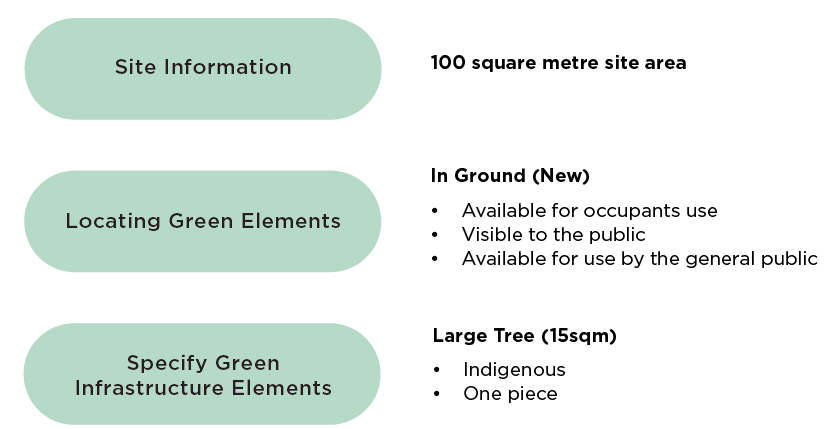 Site Information
100 square metre site area
Locating Green Elements
In Ground (New)
• Available for occupants use
• Visible to the public
• Available for use by the general public
Specify Green
Infrastructure Elements
Large Tree (15sqm)
• Indigenous
• One piece